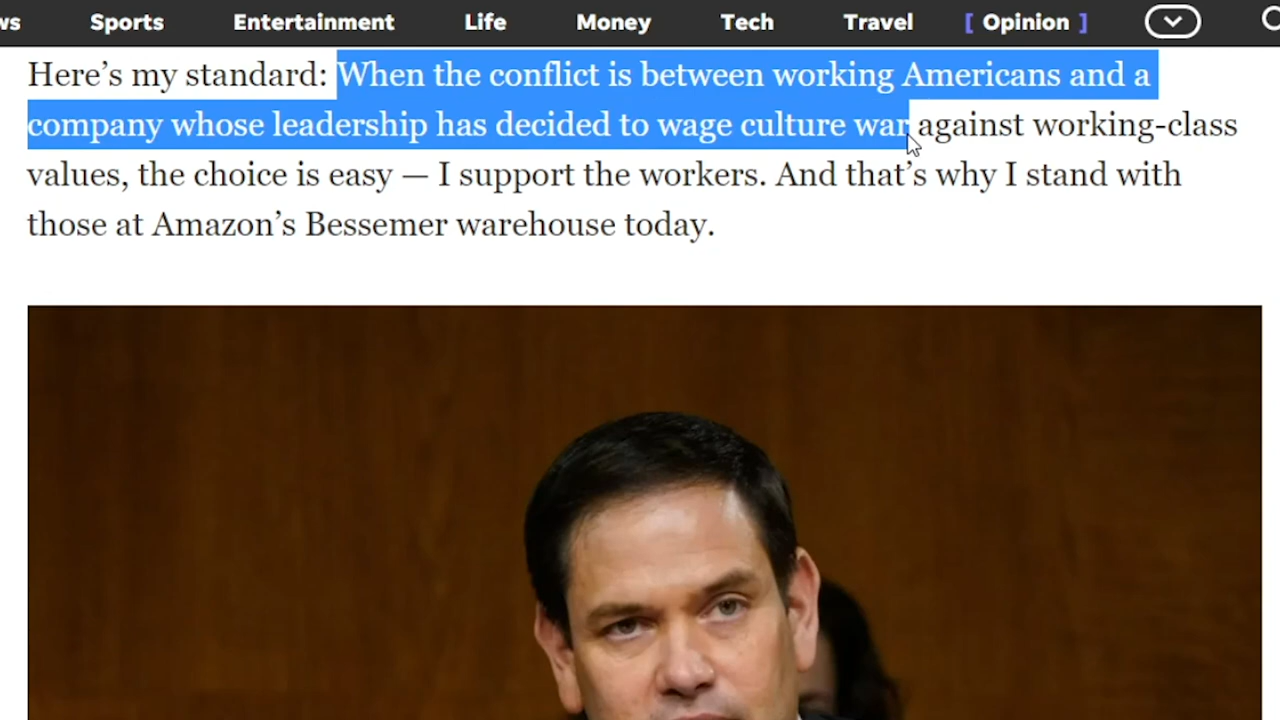 ws Sports Entertainment Life Money Tech Travel [ Opinion ]
Here’s my standard: When the conflict is between working Americans and a
company whose leadership has decided to wage culture war against working-class
values, the choice is easy — I support the workers. And that’s why I stand with
those at Amazon’s Bessemer warehouse today.